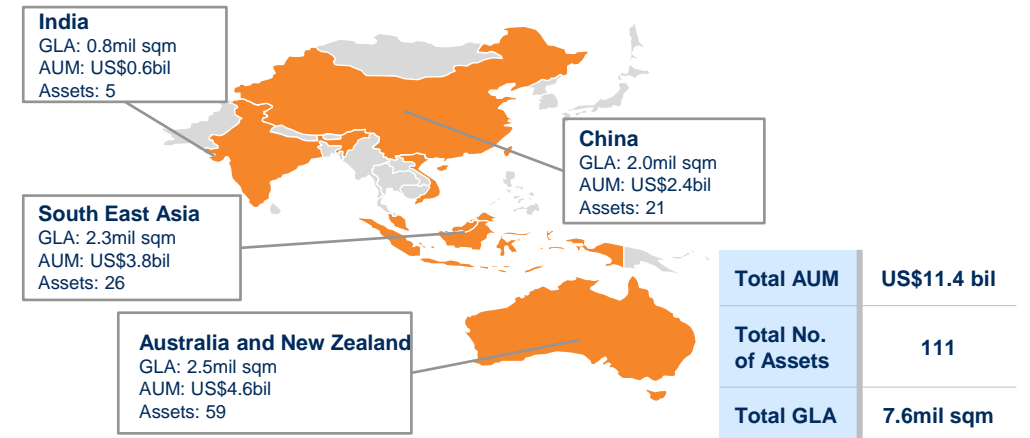 India
GLA: 0.8mil sqm
AUM: US$0.6bil
Assets: 5
China
GLA: 2.0mil sqm
AUM: US$2.4bil
Assets: 21
South East Asia
GLA: 2.3mil sqm
AUM: US$3.8bil
Assets: 26
Australia and New Zealand
GLA: 2.5mil sqm
AUM: US$4.6bil
Assets: 59
Total AUM US$11.4 bil
Total No.
of Assets 111
Total GLA 7.6mil sqm